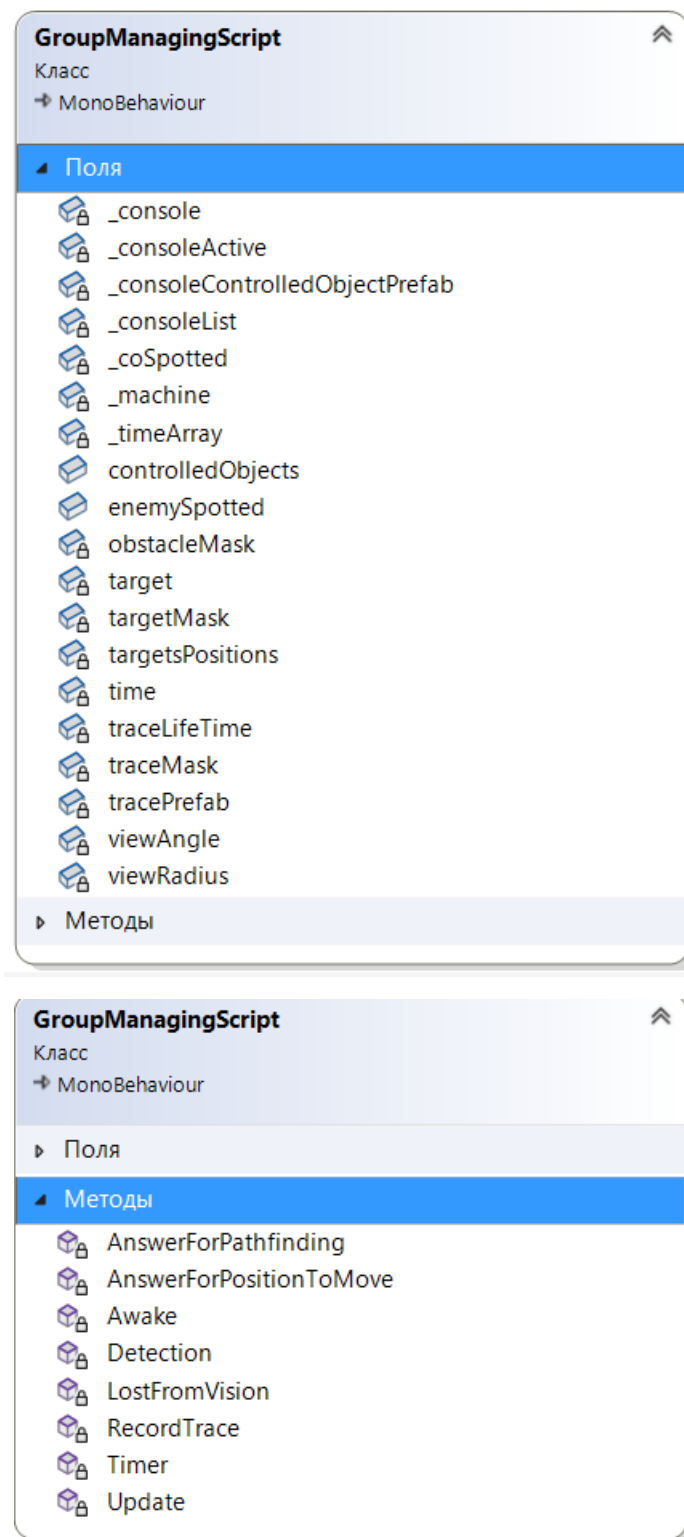 GroupManagingScript
Класс
MonoBehaviour
Поля
_console
_consoleActive
_consoleControlledObjectPrefab
_consoleList
_coSpotted
_machine
_timeArray
controlledObjects
enemySpotted
obstacleMask
target
targetMask
targetsPositions
time
traceLifeTime
traceMask
tracePrefab
viewAngle
viewRadius
Методы
GroupManagingScript
Класс
MonoBehaviour
Поля
Методы
AnswerForPathfinding
AnswerForPositionToMove
Awake
Detection
LostFromVision
RecordTrace
Timer
Update